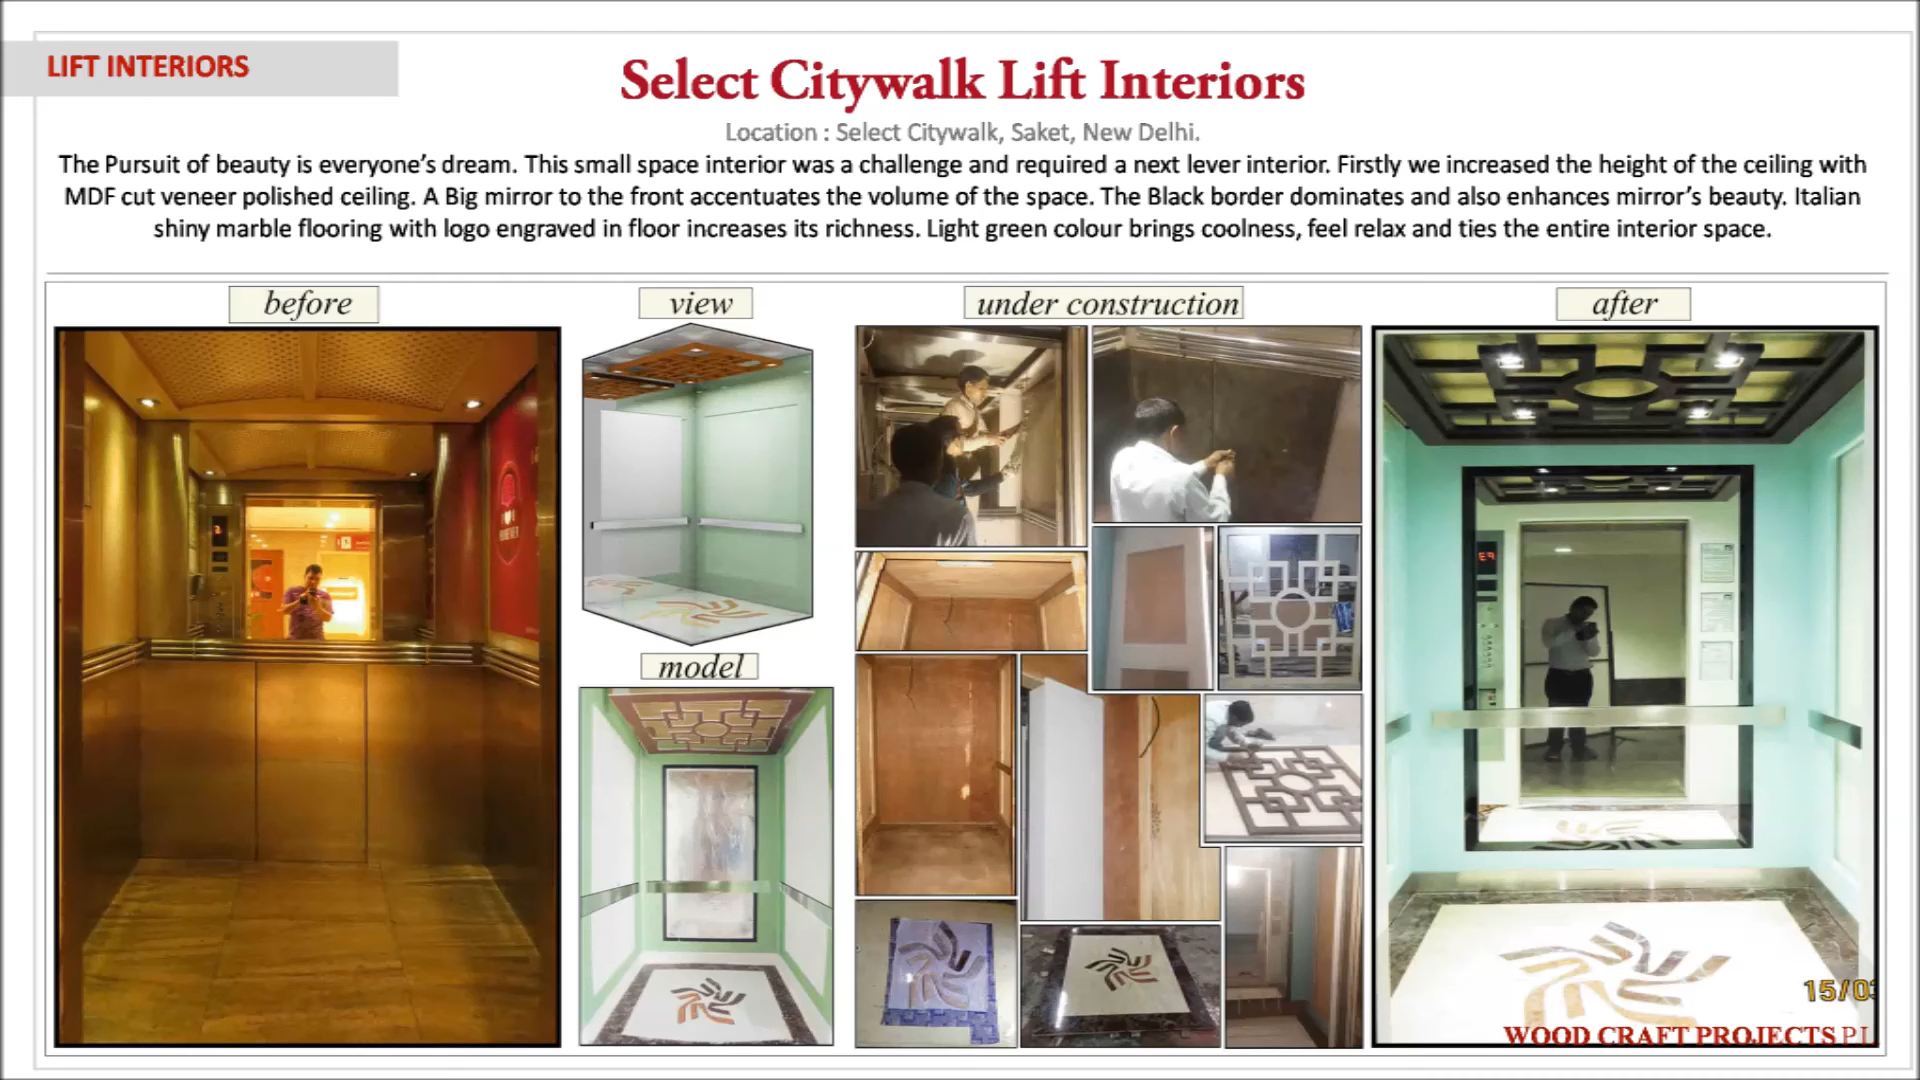 LIFT INTERIORS
Select Citywalk Lift Interiors
Location : Select Citywalk, Saket, New Delhi.
The Pursuit of beauty is everyone’s dream. This small space interior was a challenge and required a next lever interior. Firstly we increased the height of the ceiling with
MDF cut veneer polished ceiling. A Big mirror to the front accentuates the volume of the space. The Black border dominates and also enhances mirror’s beauty. Italian
shiny marble flooring with logo engraved in floor increases its richness. Light green colour brings coolness, feel relax and ties the entire interior space.
before
view
under construction
after
model
15/03
WOOD CRAFT PROJECTS P